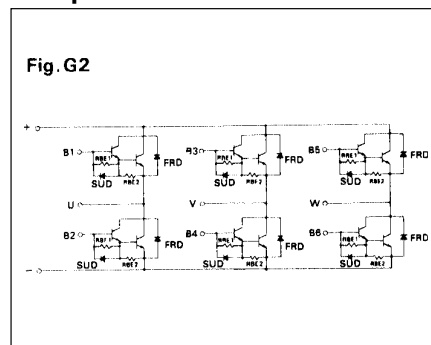 Fig. G2
+
B1
RBE1
SUD
RBE2
FRD
B3
RBE1
SUD
RBE2
FRD
B5
RBE1
SUD
RBE2
FRD
U
V
W
B2
RBE1
SUD
RBE2
FRD
B4
RBE1
SUD
RBE2
FRD
B6
RBE1
SUD
RBE2
FRD
-